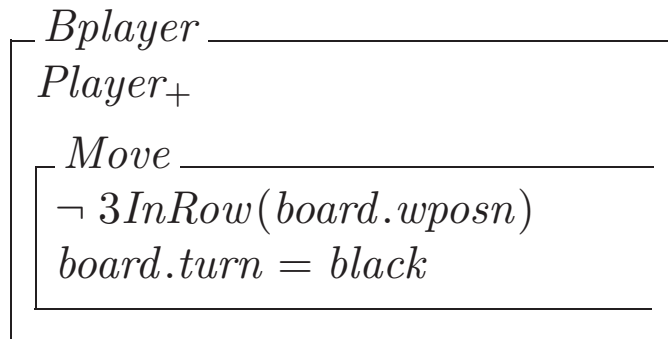 Bplayer
Player₊
Move
¬ 3InRow(board.wposn)
board.turn = black